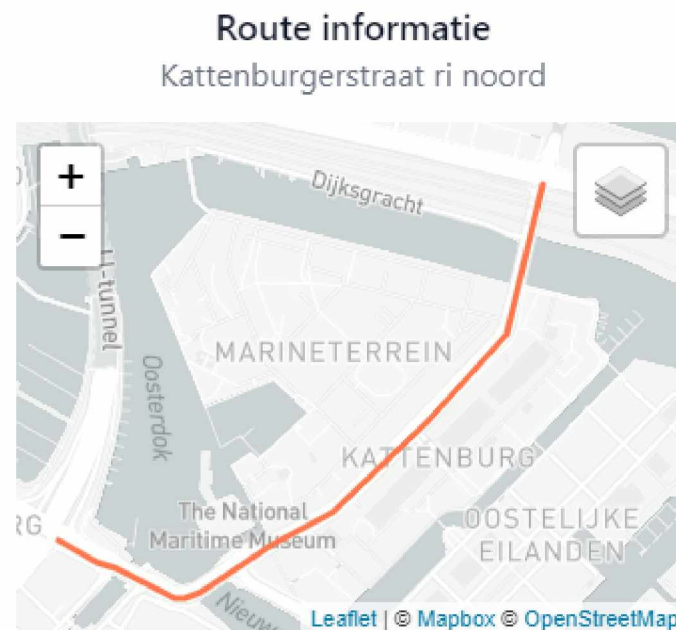 Route informatie
Kattenburgerstraat ri noord
+
−
Dijksgracht
IJ-tunnel
MARINETERREIN
Oosterdok
KATTENBURG
The National
Maritime Museum
OOSTELIJKE
EILANDEN
Leaflet | © Mapbox © OpenStreetMap